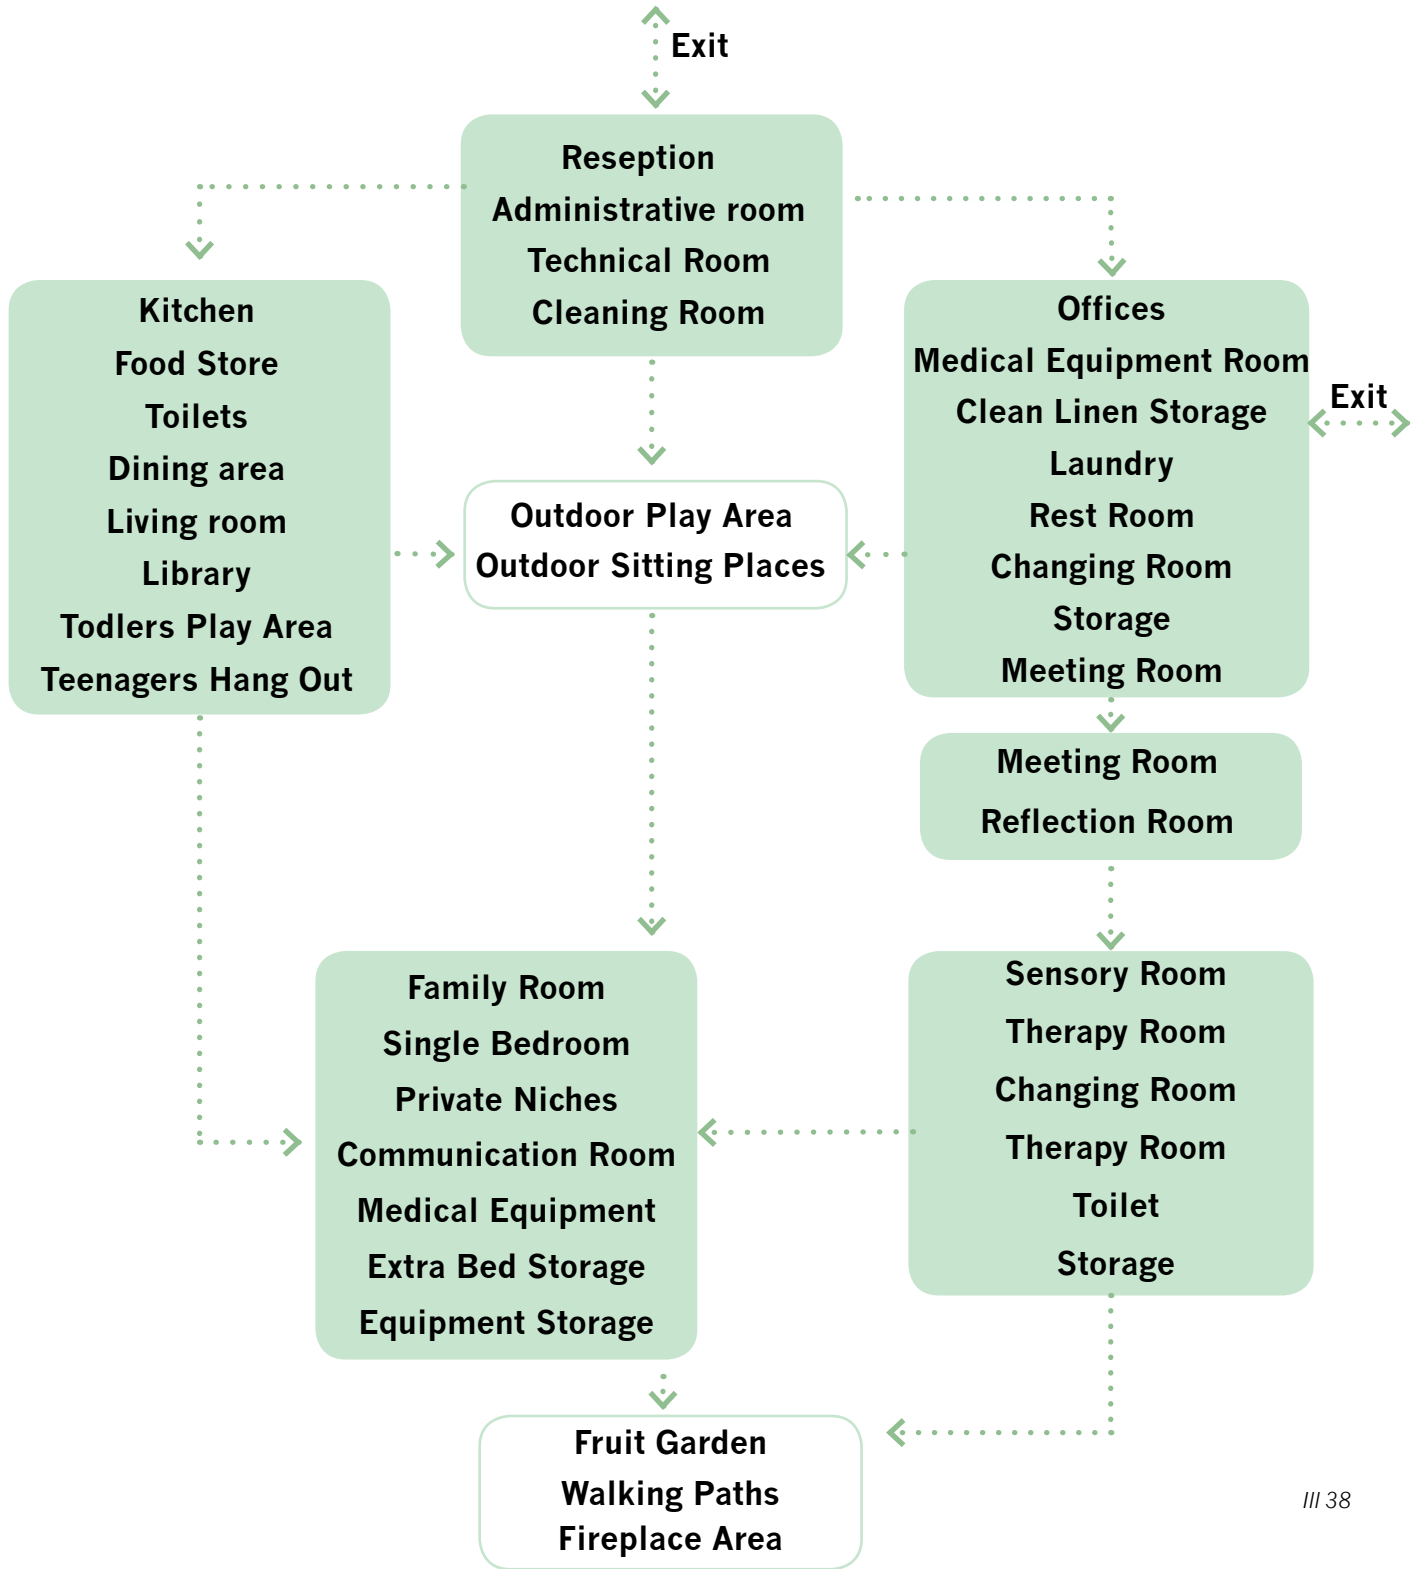 Exit
Reseption
Administrative room
Technical Room
Cleaning Room
Kitchen
Food Store
Toilets
Dining area
Living room
Library
Todlers Play Area
Teenagers Hang Out
Offices
Medical Equipment Room
Clean Linen Storage
Laundry
Rest Room
Changing Room
Storage
Meeting Room
Exit
Outdoor Play Area
Outdoor Sitting Places
Meeting Room
Reflection Room
Family Room
Single Bedroom
Private Niches
Communication Room
Medical Equipment
Extra Bed Storage
Equipment Storage
Sensory Room
Therapy Room
Changing Room
Therapy Room
Toilet
Storage
Fruit Garden
Walking Paths
Fireplace Area
Ill 38